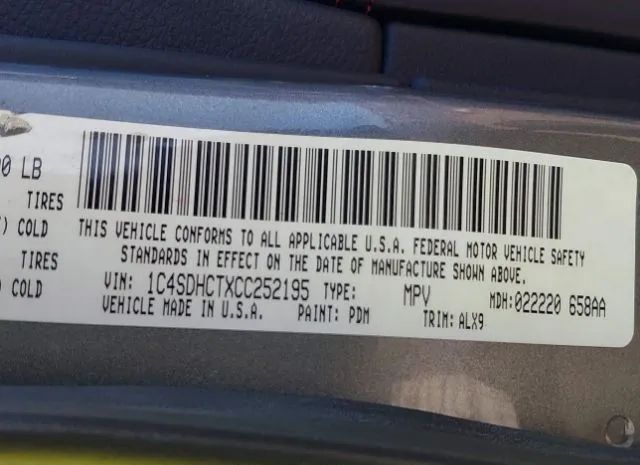 00 LB
TIRES
) COLD
TIRES
COLD
THIS VEHICLE CONFORMS TO ALL APPLICABLE U.S.A. FEDERAL MOTOR VEHICLE SAFETY
STANDARDS IN EFFECT ON THE DATE OF MANUFACTURE SHOWN ABOVE.
VIN: 1C4SDHCTXCC252195 TYPE: MPV MDH:022220 658AA
VEHICLE MADE IN U.S.A. PAINT: PDM TRIM: ALX9